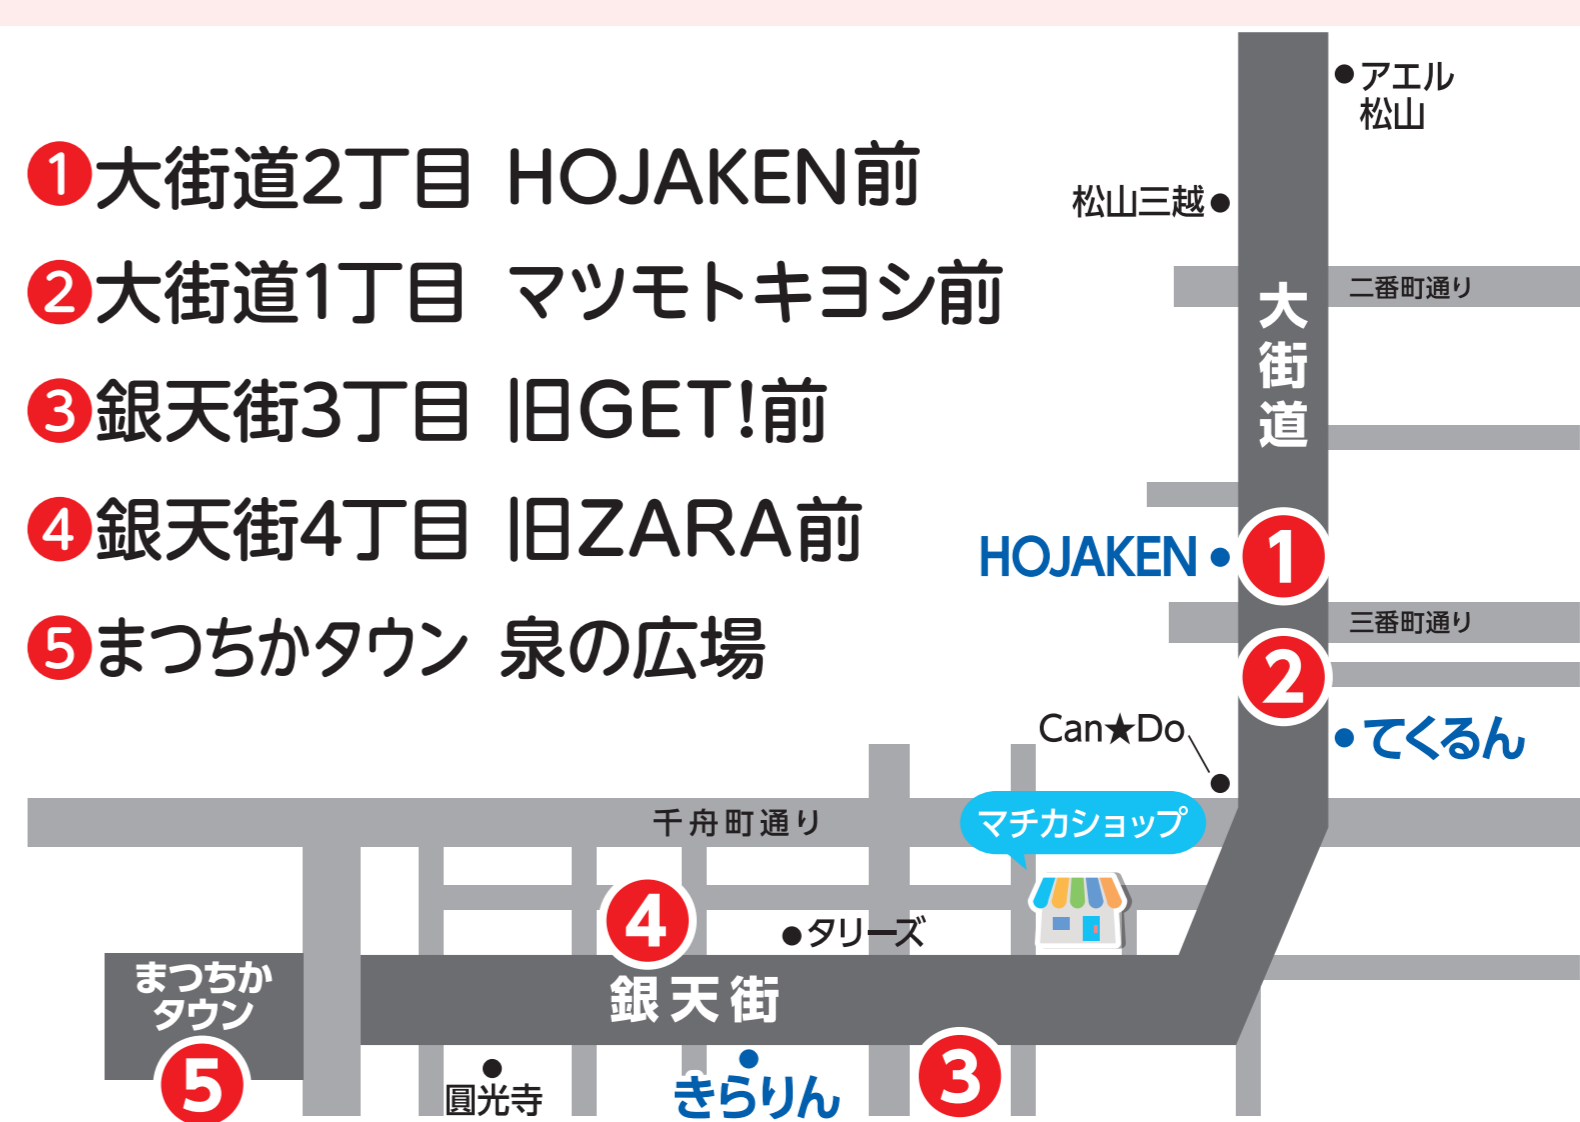 ❶大街道2丁目 HOJAKEN前
❷大街道1丁目 マツモトキヨシ前
❸銀天街3丁目 旧GET!前
❹銀天街4丁目 旧ZARA前
❺まつちかタウン 泉の広場
アエル
松山
松山三越
二番町通り
大街道
HOJAKEN
1
三番町通り
2
Can★Do
てくるん
千舟町通り
マチカショップ
4
タリーズ
まつちか
タウン
銀天街
5
圓光寺
きらりん
3